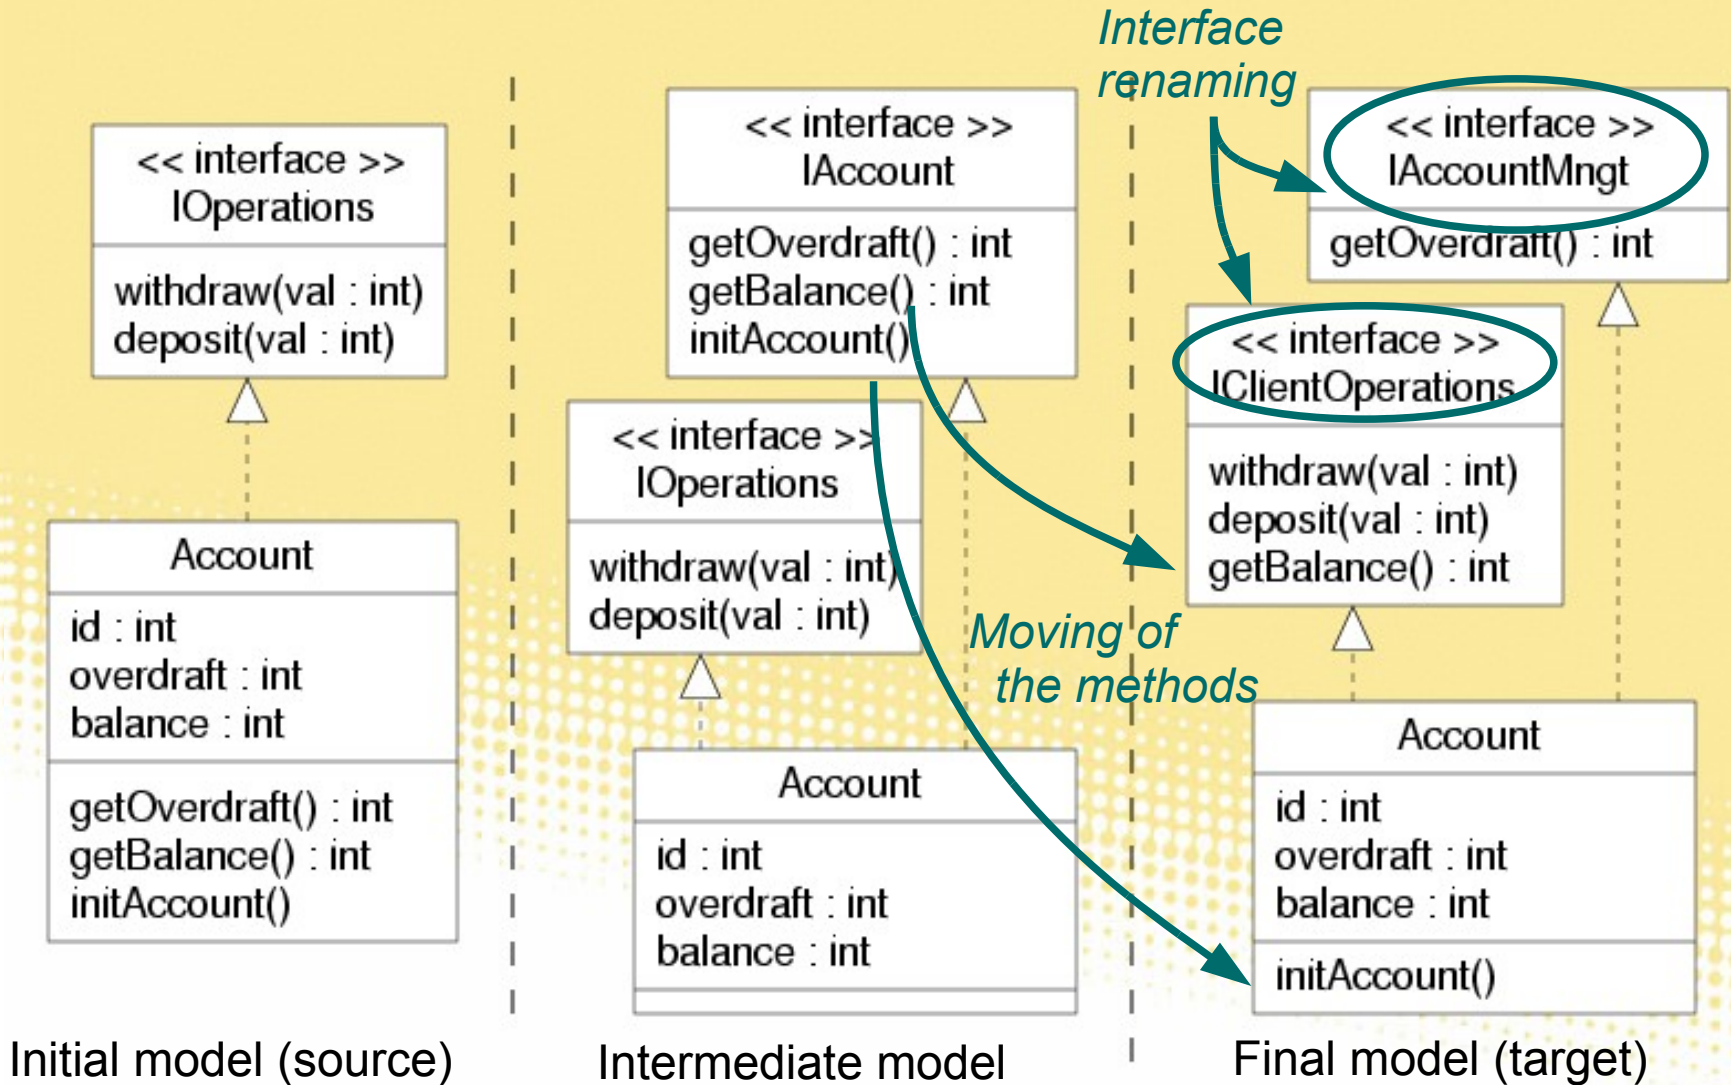 << interface >>
IOperations
withdraw(val : int)
deposit(val : int)
Account
id : int
overdraft : int
balance : int
getOverdraft() : int
getBalance() : int
initAccount()
Initial model (source)
<< interface >>
IAccount
getOverdraft() : int
getBalance() : int
initAccount()
<< interface >>
IOperations
withdraw(val : int)
deposit(val : int)
Account
id : int
overdraft : int
balance : int
Intermediate model
Interface
renaming
Moving of
the methods
<< interface >>
IAccountMngt
getOverdraft() : int
<< interface >>
IClientOperations
withdraw(val : int)
deposit(val : int)
getBalance() : int
Account
id : int
overdraft : int
balance : int
initAccount()
Final model (target)